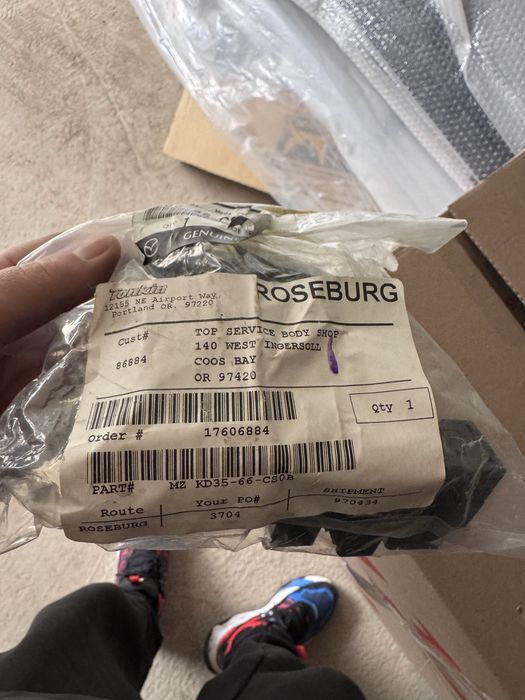 GENUINE
Tonkin
ROSEBURG
12155 NE Airport Way,
Portland OR. 97220
Cust#
86884
TOP SERVICE BODY SHOP
140 WEST INGERSOLL
COOS BAY
OR 97420
Qty 1
order # 17606884
PART# MZ KD35-66-CS0B
Route
ROSEBURG
Your PO#
3704
SHIPMENT
970434